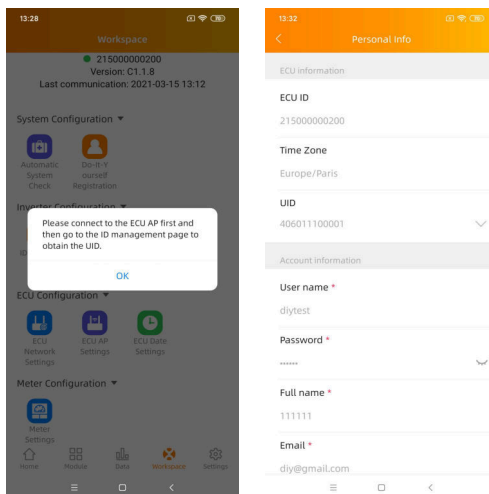 13:28
Workspace
215000000200
Version: C1.1.8
Last communication: 2021-03-15 13:12
System Configuration
Automatic
System
Check
Do-It-Y
ourself
Registration
Inverter Configuration
Please connect to the ECU AP first and
then go to the ID management page to
obtain the UID.
ID
OK
ECU Configuration
ECU
Network
Settings
ECU AP
Settings
ECU Date
Settings
Meter Configuration
Meter
Settings
Home
Module
Data
Workspace
Settings
13:32
Personal Info
ECU information
ECU ID
215000000200
Time Zone
Europe/Paris
UID
406011100001
Account information
User name *
diytest
Password *
••••••
Full name *
111111
Email *
diy@gmail.com